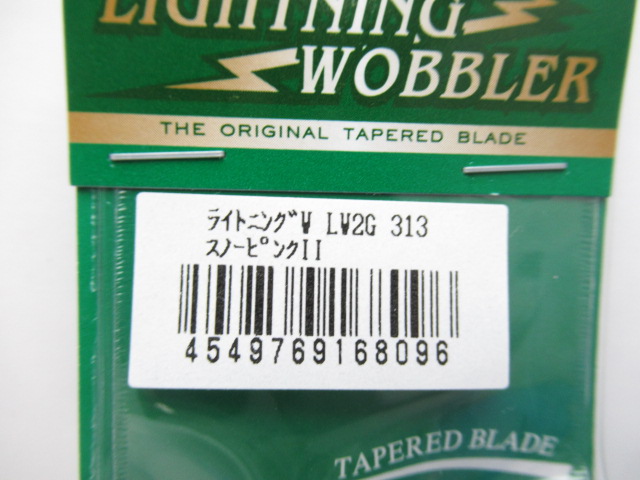 LIGHTNING
WOBBLER
THE ORIGINAL TAPERED BLADE
ﾗｲﾄﾆﾝｸﾞW LW2G 313
ｽﾉｰﾋﾟﾝｸII
4549769168096
TAPERED BLADE